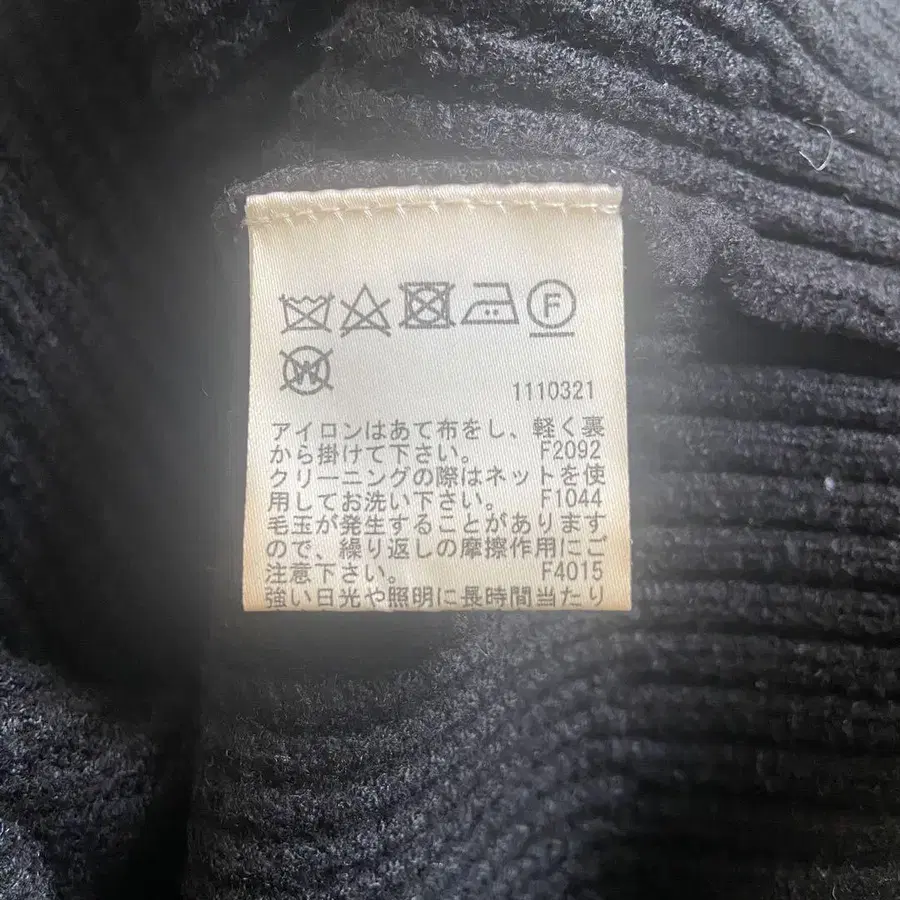 F
W
1110321
アイロンはあて布をし、軽く裏
から掛けて下さい。 F2092
クリーニングの際はネットを使
用してお洗い下さい。 F1044
毛玉が発生することがあります
ので、繰り返しの摩擦作用にご
注意下さい。 F4015
強い日光や照明に長時間当たり